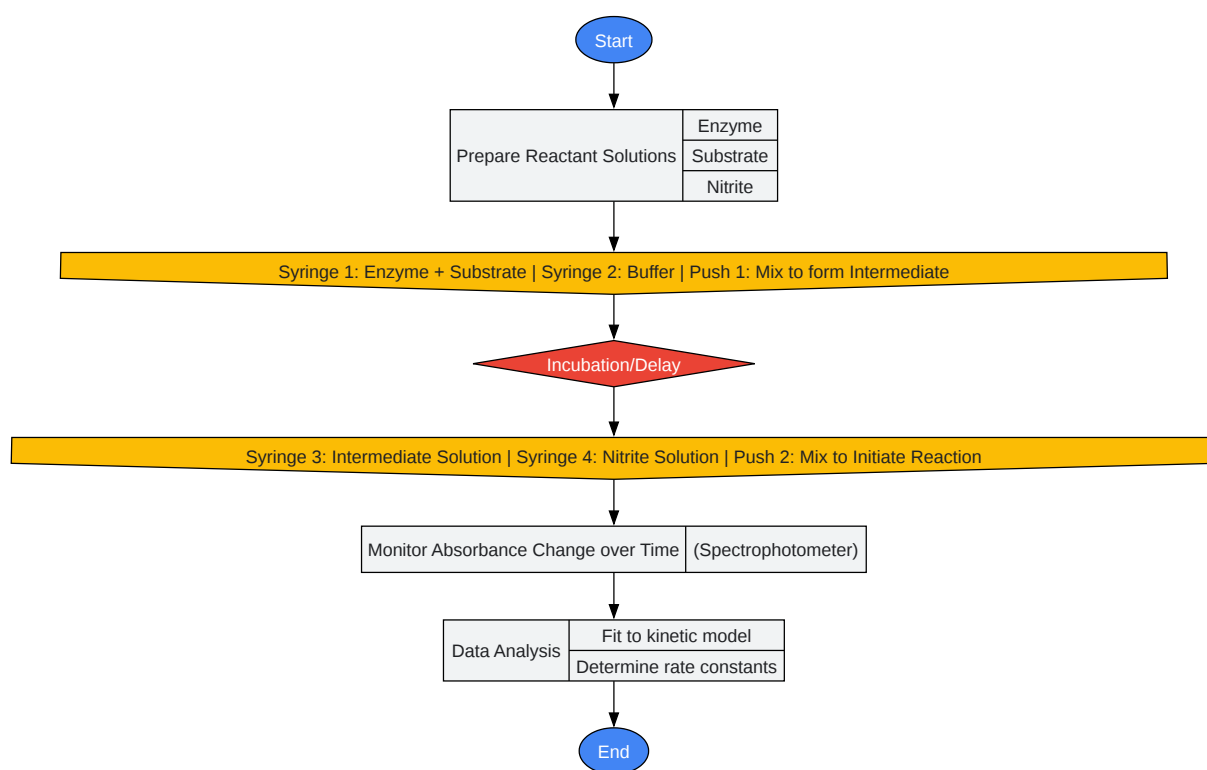 Start
Prepare Reactant Solutions
Enzyme
Substrate
Nitrite
Syringe 1: Enzyme + Substrate | Syringe 2: Buffer | Push 1: Mix to form Intermediate
Incubation/Delay
Syringe 3: Intermediate Solution | Syringe 4: Nitrite Solution | Push 2: Mix to Initiate Reaction
Monitor Absorbance Change over Time
(Spectrophotometer)
Data Analysis
Fit to kinetic model
Determine rate constants
End